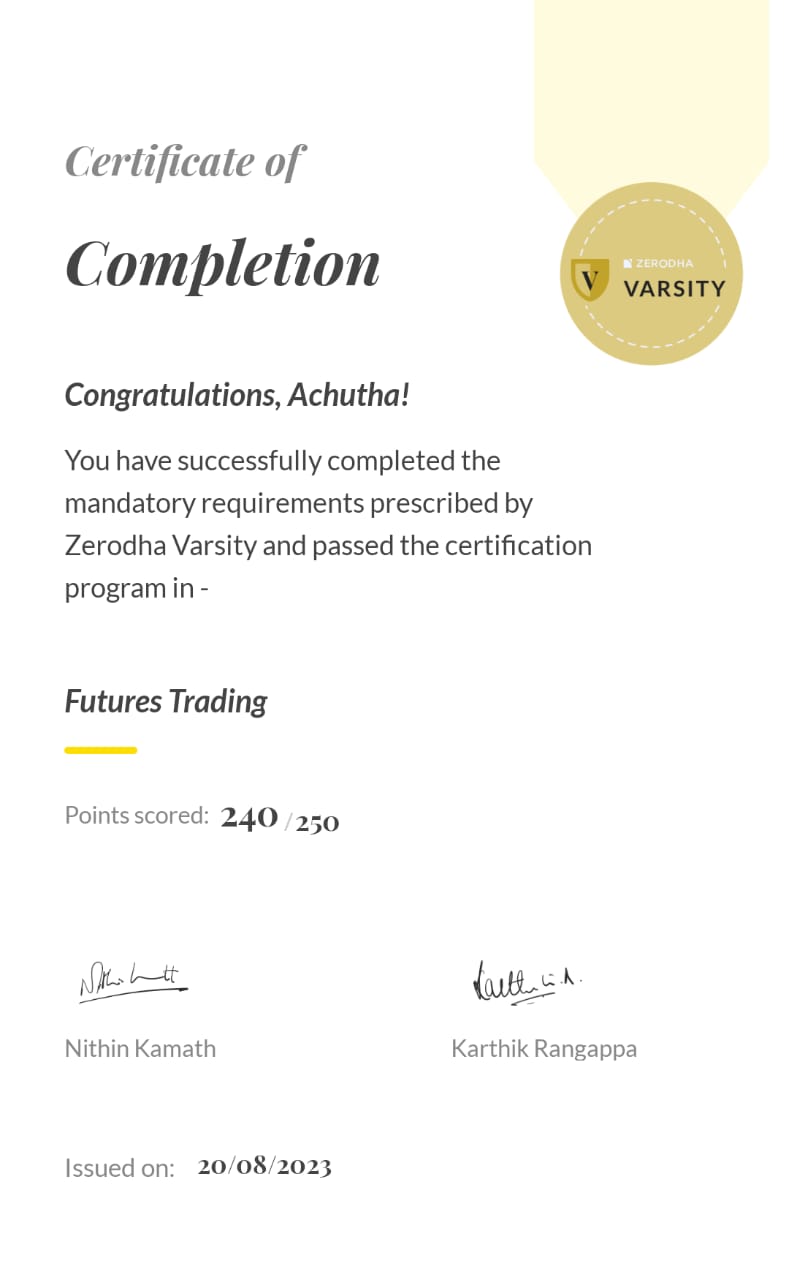 Certificate of
Completion
V
ZERODHA
VARSITY
Congratulations, Achutha!
You have successfully completed the
mandatory requirements prescribed by
Zerodha Varsity and passed the certification
program in -
Futures Trading
Points scored: 240 / 250
Nithin Kamath Karthik Rangappa
Issued on: 20/08/2023